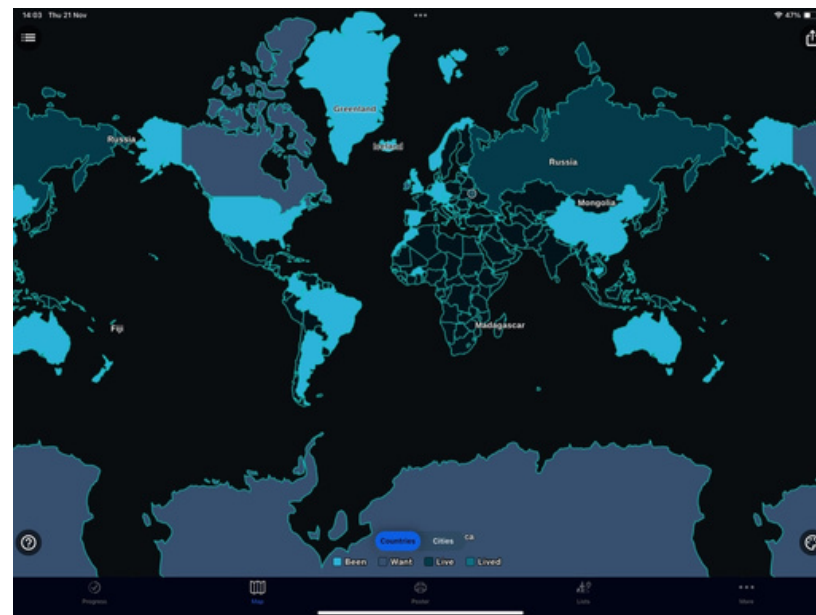 14:03 Thu 21 Nov
47%
Greenland
Iceland
Russia
Russia
Mongolia
Fiji
Madagascar
ca
Countries Cities
Been Want Live Lived
Progress Map Poster Lists More